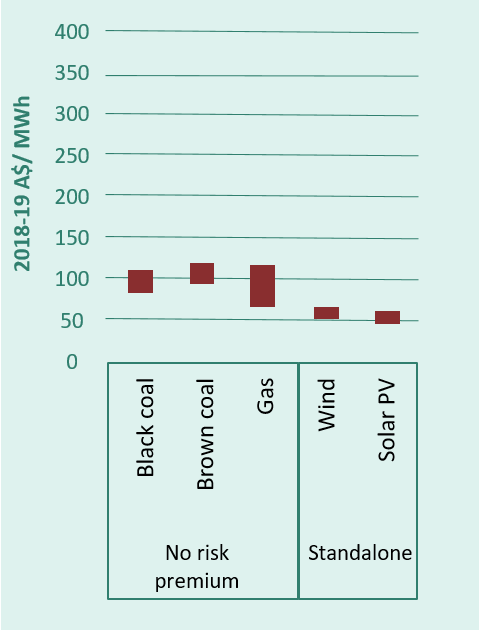 2018-19 A$/ MWh
400
350
300
250
200
150
100
50
0
Black coal
Brown coal
Gas
Wind
Solar PV
No risk
premium
Standalone